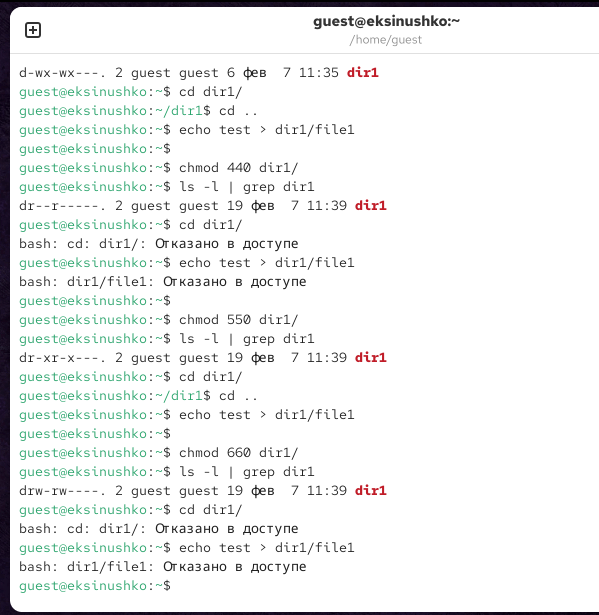 guest@eksinushko:~
/home/guest
d-wx-wx---. 2 guest guest 6 фев  7 11:35 dir1
guest@eksinushko:~$ cd dir1/
guest@eksinushko:~/dir1$ cd ..
guest@eksinushko:~$ echo test > dir1/file1
guest@eksinushko:~$
guest@eksinushko:~$ chmod 440 dir1/
guest@eksinushko:~$ ls -l | grep dir1
dr--r-----. 2 guest guest 19 фев  7 11:39 dir1
guest@eksinushko:~$ cd dir1/
bash: cd: dir1/: Отказано в доступе
guest@eksinushko:~$ echo test > dir1/file1
bash: dir1/file1: Отказано в доступе
guest@eksinushko:~$
guest@eksinushko:~$ chmod 550 dir1/
guest@eksinushko:~$ ls -l | grep dir1
dr-xr-x---. 2 guest guest 19 фев  7 11:39 dir1
guest@eksinushko:~$ cd dir1/
guest@eksinushko:~/dir1$ cd ..
guest@eksinushko:~$ echo test > dir1/file1
guest@eksinushko:~$
guest@eksinushko:~$ chmod 660 dir1/
guest@eksinushko:~$ ls -l | grep dir1
drw-rw----. 2 guest guest 19 фев  7 11:39 dir1
guest@eksinushko:~$ cd dir1/
bash: cd: dir1/: Отказано в доступе
guest@eksinushko:~$ echo test > dir1/file1
bash: dir1/file1: Отказано в доступе
guest@eksinushko:~$